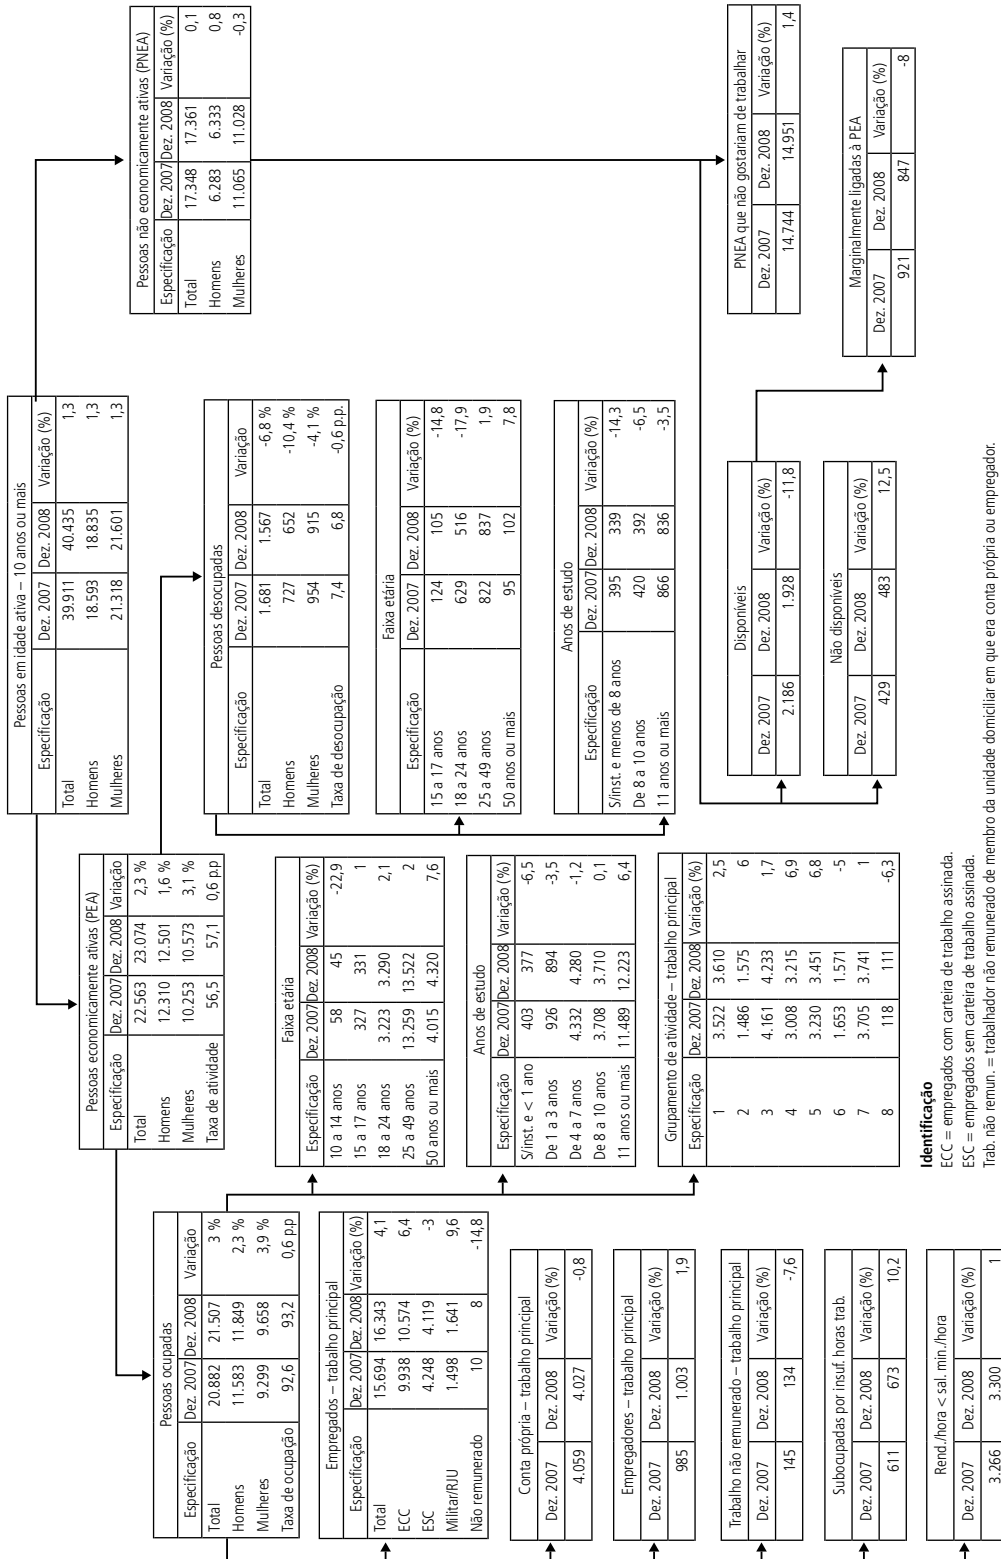 Pessoas em idade ativa – 10 anos ou mais
Especificação Dez. 2007 Dez. 2008 Variação (%)
Total 39.911 40.435 1,3
Homens 18.593 18.835 1,3
Mulheres 21.318 21.601 1,3
Pessoas economicamente ativas (PEA)
Especificação Dez. 2007 Dez. 2008 Variação
Total 22.563 23.074 2,3 %
Homens 12.310 12.501 1,6 %
Mulheres 10.253 10.573 3,1 %
Taxa de atividade 56,5 57,1 0,6 p.p
Pessoas não economicamente ativas (PNEA)
Especificação Dez. 2007 Dez. 2008 Variação (%)
Total 17.348 17.361 0,1
Homens 6.283 6.333 0,8
Mulheres 11.065 11.028 -0,3
Pessoas ocupadas
Especificação Dez. 2007 Dez. 2008 Variação
Total 20.882 21.507 3 %
Homens 11.583 11.849 2,3 %
Mulheres 9.299 9.658 3,9 %
Taxa de ocupação 92,6 93,2 0,6 p.p
Pessoas desocupadas
Especificação Dez. 2007 Dez. 2008 Variação
Total 1.681 1.567 -6,8 %
Homens 727 652 -10,4 %
Mulheres 954 915 -4,1 %
Taxa de desocupação 7,4 6,8 -0,6 p.p.
Empregados – trabalho principal
Especificação Dez. 2007 Dez. 2008 Variação (%)
Total 15.694 16.343 4,1
ECC 9.938 10.574 6,4
ESC 4.248 4.119 -3
Militar/RJU 1.498 1.641 9,6
Não remunerado 10 8 -14,8
Faixa etária
Especificação Dez. 2007 Dez. 2008 Variação (%)
10 a 14 anos 58 45 -22,9
15 a 17 anos 327 331 1
18 a 24 anos 3.223 3.290 2,1
25 a 49 anos 13.259 13.522 2
50 anos ou mais 4.015 4.320 7,6
Faixa etária
Especificação Dez. 2007 Dez. 2008 Variação (%)
15 a 17 anos 124 105 -14,8
18 a 24 anos 629 516 -17,9
25 a 49 anos 822 837 1,9
50 anos ou mais 95 102 7,8
Conta própria – trabalho principal
Dez. 2007 Dez. 2008 Variação (%)
4.059 4.027 -0,8
Anos de estudo
Especificação Dez. 2007 Dez. 2008 Variação (%)
S/inst. e < 1 ano 403 377 -6,5
De 1 a 3 anos 926 894 -3,5
De 4 a 7 anos 4.332 4.280 -1,2
De 8 a 10 anos 3.708 3.710 0,1
11 anos ou mais 11.489 12.223 6,4
Anos de estudo
Especificação Dez. 2007 Dez. 2008 Variação (%)
S/inst. e menos de 8 anos 395 339 -14,3
De 8 a 10 anos 420 392 -6,5
11 anos ou mais 866 836 -3,5
Empregadores – trabalho principal
Dez. 2007 Dez. 2008 Variação (%)
985 1.003 1,9
Grupamento de atividade – trabalho principal
Especificação Dez. 2007 Dez. 2008 Variação (%)
1 3.522 3.610 2,5
2 1.486 1.575 6
3 4.161 4.233 1,7
4 3.008 3.215 6,9
5 3.230 3.451 6,8
6 1.653 1.571 -5
7 3.705 3.741 1
8 118 111 -6,3
Trabalho não remunerado – trabalho principal
Dez. 2007 Dez. 2008 Variação (%)
145 134 -7,6
Disponíveis
Dez. 2007 Dez. 2008 Variação (%)
2.186 1.928 -11,8
PNEA que não gostariam de trabalhar
Dez. 2007 Dez. 2008 Variação (%)
14.744 14.951 1,4
Subocupadas por insuf. horas trab.
Dez. 2007 Dez. 2008 Variação (%)
611 673 10,2
Não disponíveis
Dez. 2007 Dez. 2008 Variação (%)
429 483 12,5
Marginalmente ligadas à PEA
Dez. 2007 Dez. 2008 Variação (%)
921 847 -8
Rend./hora < sal. min./hora
Dez. 2007 Dez. 2008 Variação (%)
3.266 3.300 1
Identificação
ECC = empregados com carteira de trabalho assinada.
ESC = empregados sem carteira de trabalho assinada.
Trab. não remun. = trabalhador não remunerado de membro da unidade domiciliar em que era conta própria ou empregador.